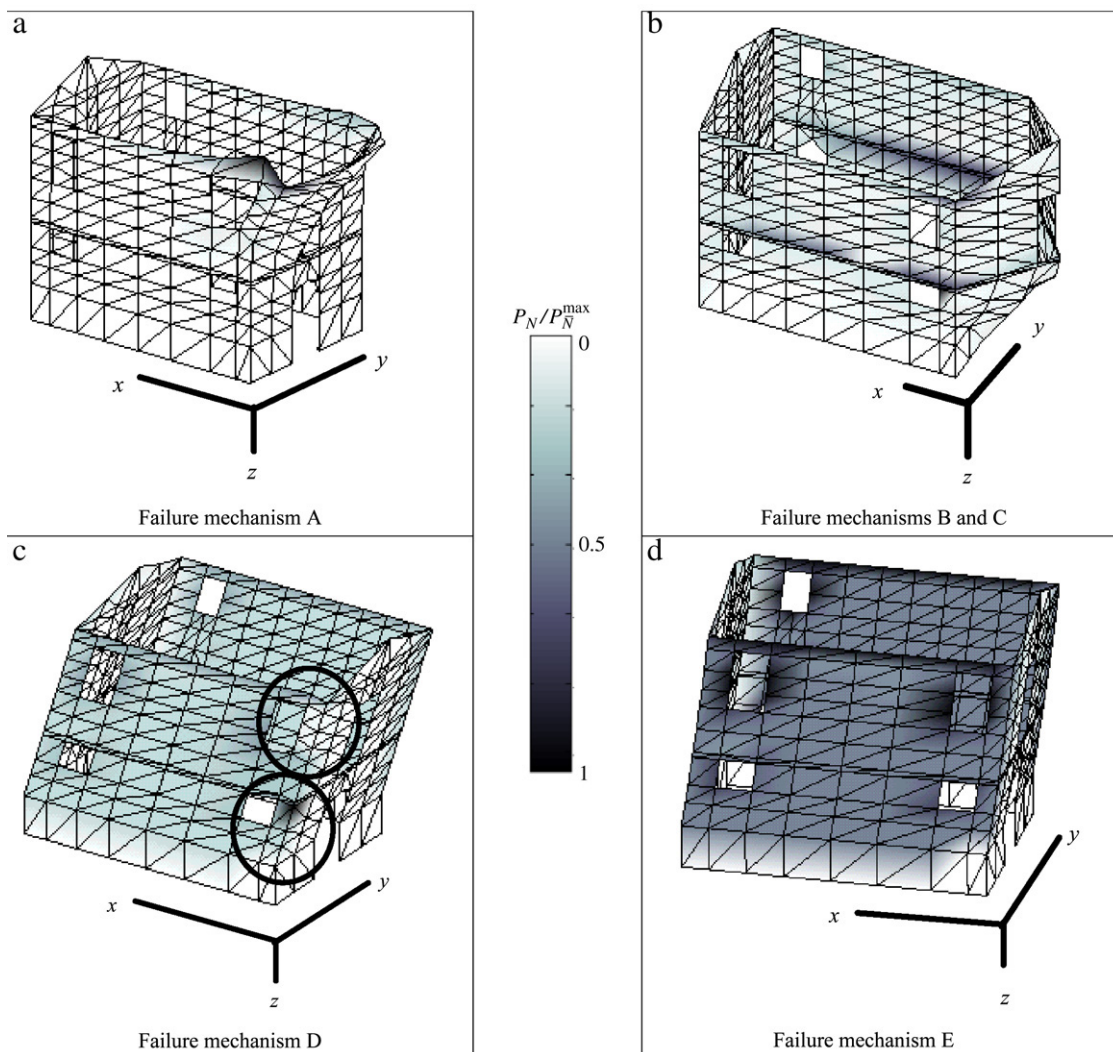 a
x
y
z
Failure mechanism A
b
x
y
z
Failure mechanisms B and C
P_N/P_N̄^max
0
0.5
1
c
x
y
z
Failure mechanism D
d
x
y
z
Failure mechanism E